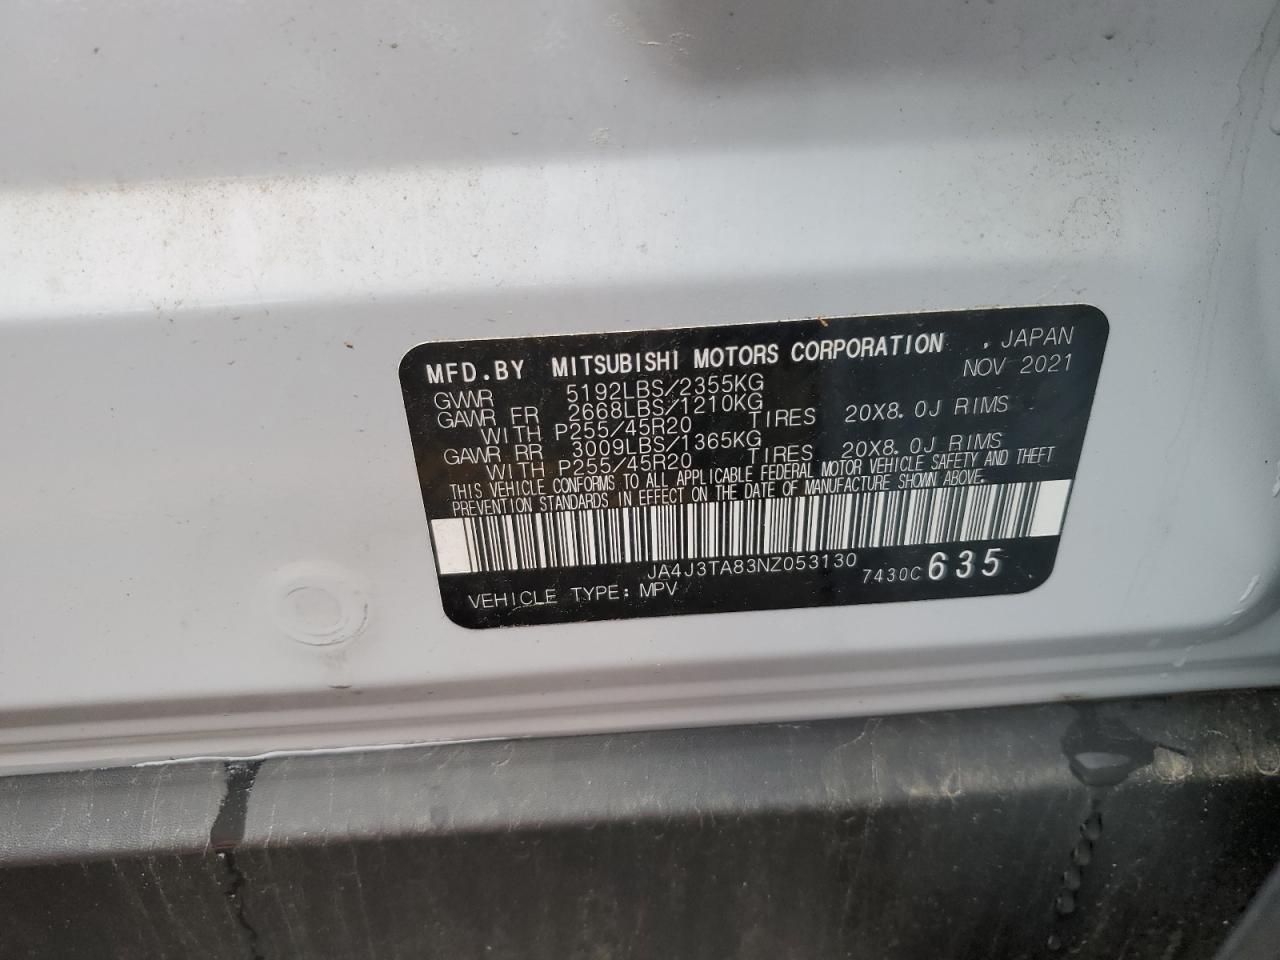 MFD.BY MITSUBISHI MOTORS CORPORATION . JAPAN
NOV 2021
GVWR 5192LBS/2355KG
GAWR FR 2668LBS/1210KG
WITH P255/45R20 TIRES 20X8.0J RIMS
GAWR RR 3009LBS/1365KG
WITH P255/45R20 TIRES 20X8.0J RIMS
THIS VEHICLE CONFORMS TO ALL APPLICABLE FEDERAL MOTOR VEHICLE SAFETY AND THEFT
PREVENTION STANDARDS IN EFFECT ON THE DATE OF MANUFACTURE SHOWN ABOVE.
JA4J3TA83NZ053130
7430C 635
VEHICLE TYPE: MPV